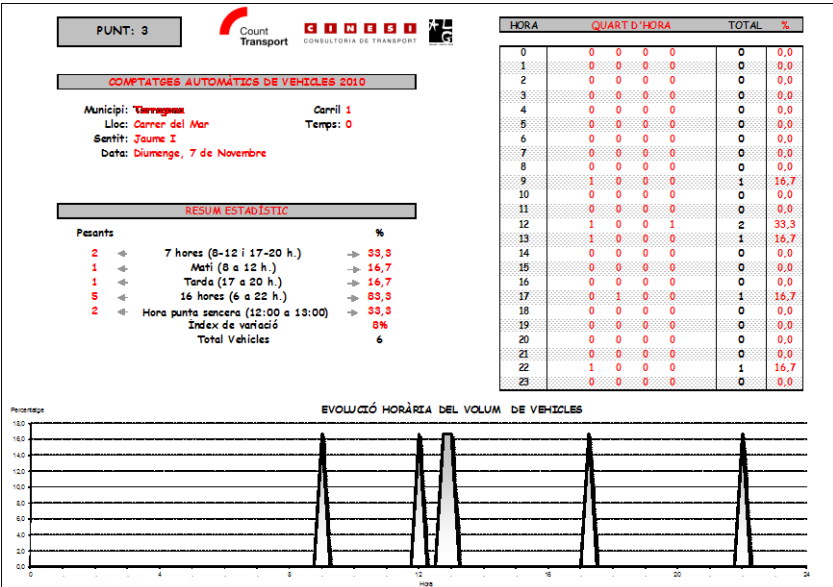 PUNT: 3
Count
Transport
CINESI
CONSULTORIA DE TRANSPORT
COMPTATGES AUTOMÀTICS DE VEHICLES 2010
Municipi: Tarragona Carril 1
Lloc: Carrer del Mar Temps: 0
Sentit: Jaume I
Data: Diumenge, 7 de Novembre
RESUM ESTADÍSTIC
Pesants %
2 7 hores (8-12 i 17-20 h.) 33,3
1 Matí (8 a 12 h.) 16,7
1 Tarda (17 a 20 h.) 16,7
5 16 hores (6 a 22 h.) 83,3
2 Hora punta sencera (12:00 a 13:00) 33,3
Índex de variació 8%
Total Vehicles 6
HORA QUART D'HORA TOTAL %
0 0 0 0 0 0 0,0
1 0 0 0 0 0 0,0
2 0 0 0 0 0 0,0
3 0 0 0 0 0 0,0
4 0 0 0 0 0 0,0
5 0 0 0 0 0 0,0
6 0 0 0 0 0 0,0
7 0 0 0 0 0 0,0
8 0 0 0 0 0 0,0
9 1 0 0 0 1 16,7
10 0 0 0 0 0 0,0
11 0 0 0 0 0 0,0
12 1 0 0 1 2 33,3
13 1 0 0 0 1 16,7
14 0 0 0 0 0 0,0
15 0 0 0 0 0 0,0
16 0 0 0 0 0 0,0
17 0 1 0 0 1 16,7
18 0 0 0 0 0 0,0
19 0 0 0 0 0 0,0
20 0 0 0 0 0 0,0
21 0 0 0 0 0 0,0
22 1 0 0 0 1 16,7
23 0 0 0 0 0 0,0
EVOLUCIÓ HORÀRIA DEL VOLUM DE VEHICLES
Percentatge
18,0
16,0
14,0
12,0
10,0
8,0
6,0
4,0
2,0
0,0
0 4 8 12 16 20 24
Hora